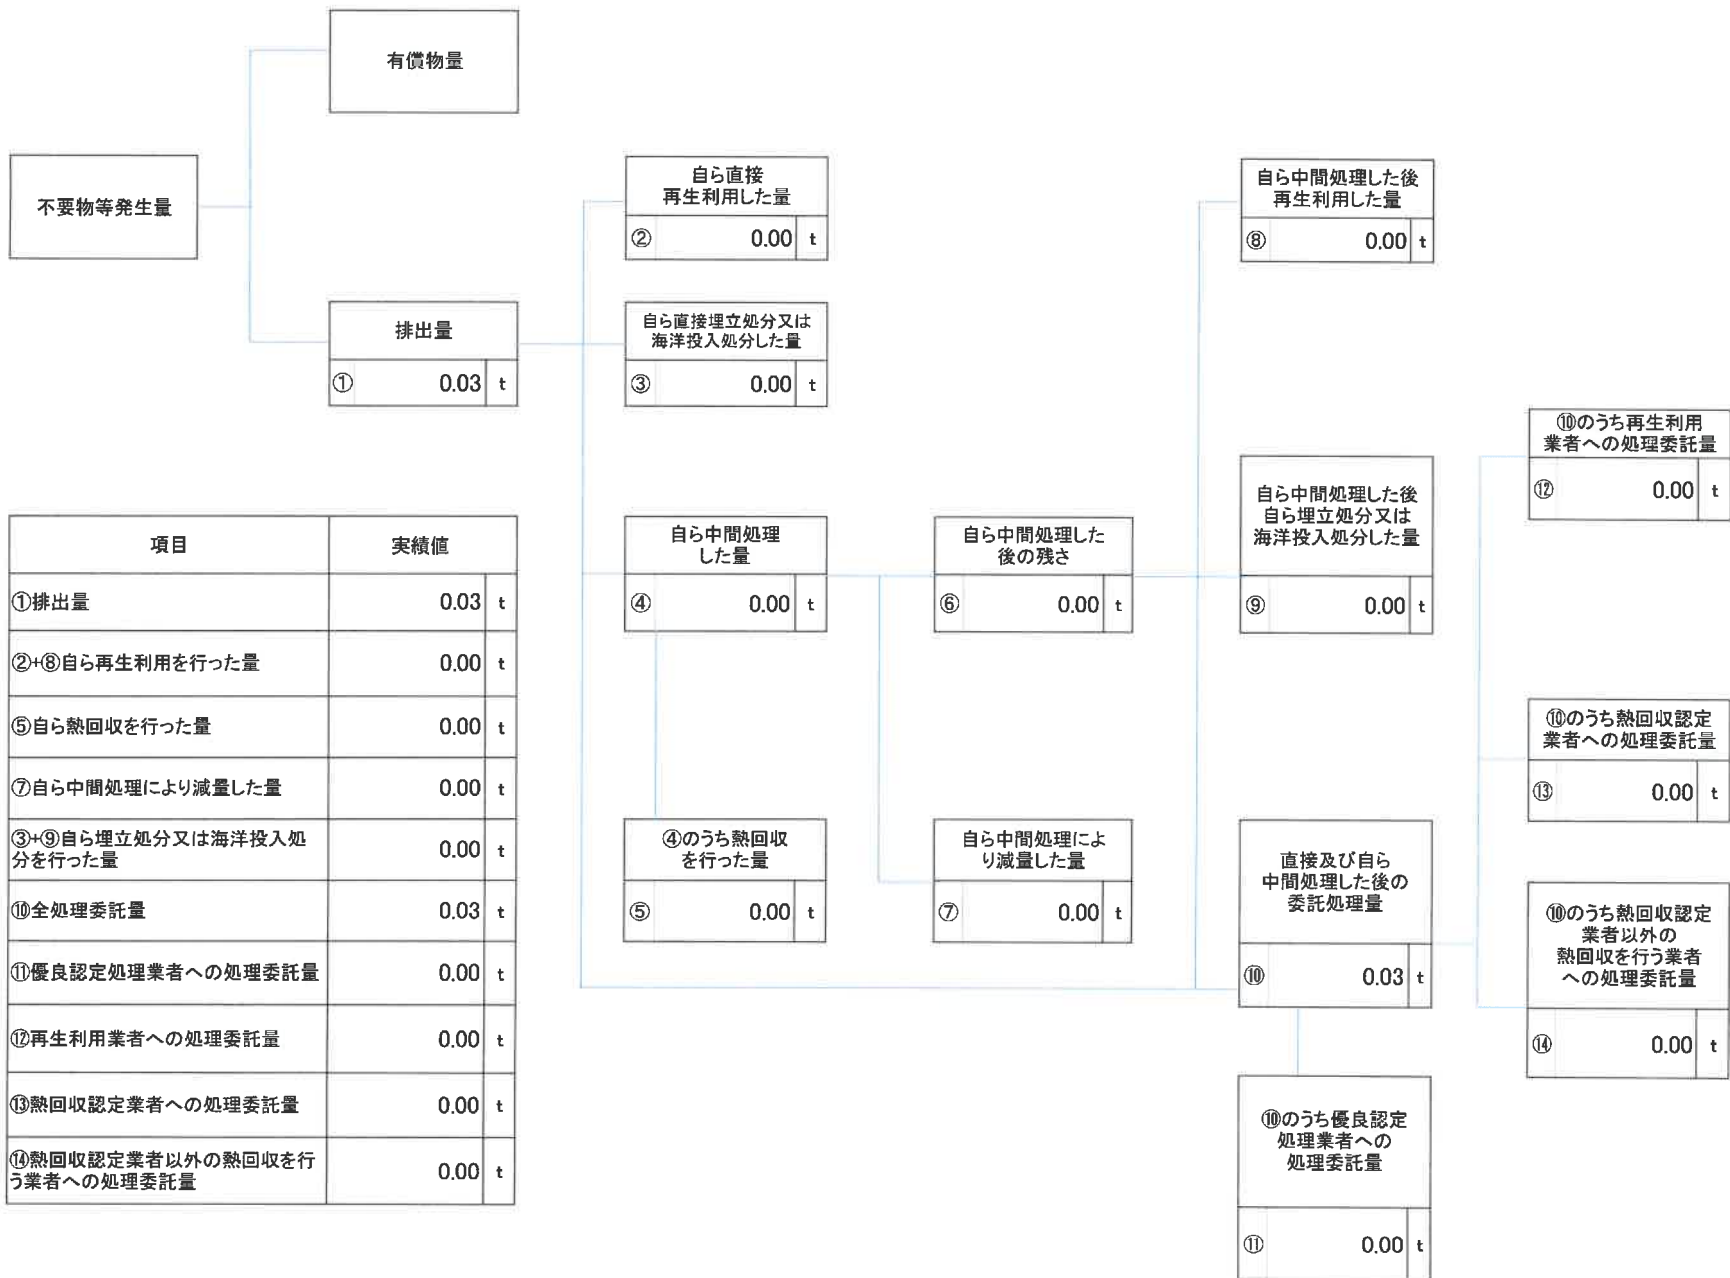 有償物量
不要物等発生量
排出量
① 0.03 t
自ら直接
再生利用した量
② 0.00 t
自ら直接埋立処分又は
海洋投入処分した量
③ 0.00 t
自ら中間処理
した量
④ 0.00 t
④のうち熱回収
を行った量
⑤ 0.00 t
自ら中間処理した
後の残さ
⑥ 0.00 t
自ら中間処理によ
り減量した量
⑦ 0.00 t
自ら中間処理した後
再生利用した量
⑧ 0.00 t
自ら中間処理した後
自ら埋立処分又は
海洋投入処分した量
⑨ 0.00 t
直接及び自ら
中間処理した後の
委託処理量
⑩ 0.03 t
⑩のうち優良認定
処理業者への
処理委託量
⑪ 0.00 t
⑩のうち再生利用
業者への処理委託量
⑫ 0.00 t
⑩のうち熱回収認定
業者への処理委託量
⑬ 0.00 t
⑩のうち熱回収認定
業者以外の
熱回収を行う業者
への処理委託量
⑭ 0.00 t
項目 実績値
①排出量 0.03 t
②+⑧自ら再生利用を行った量 0.00 t
⑤自ら熱回収を行った量 0.00 t
⑦自ら中間処理により減量した量 0.00 t
③+⑨自ら埋立処分又は海洋投入処
分を行った量 0.00 t
⑩全処理委託量 0.03 t
⑪優良認定処理業者への処理委託量 0.00 t
⑫再生利用業者への処理委託量 0.00 t
⑬熱回収認定業者への処理委託量 0.00 t
⑭熱回収認定業者以外の熱回収を行
う業者への処理委託量 0.00 t